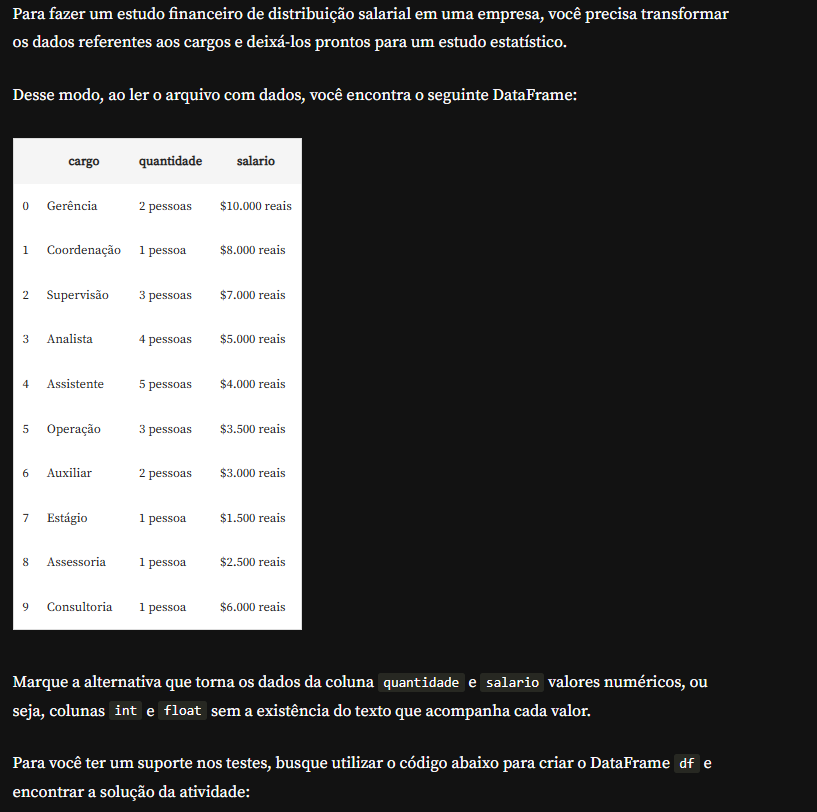 Para fazer um estudo financeiro de distribuição salarial em uma empresa, você precisa transformar
os dados referentes aos cargos e deixá-los prontos para um estudo estatístico.
Desse modo, ao ler o arquivo com dados, você encontra o seguinte DataFrame:
cargo quantidade salario
0 Gerência 2 pessoas $10.000 reais
1 Coordenação 1 pessoa $8.000 reais
2 Supervisão 3 pessoas $7.000 reais
3 Analista 4 pessoas $5.000 reais
4 Assistente 5 pessoas $4.000 reais
5 Operação 3 pessoas $3.500 reais
6 Auxiliar 2 pessoas $3.000 reais
7 Estágio 1 pessoa $1.500 reais
8 Assessoria 1 pessoa $2.500 reais
9 Consultoria 1 pessoa $6.000 reais
Marque a alternativa que torna os dados da coluna quantidade e salario valores numéricos, ou
seja, colunas int e float sem a existência do texto que acompanha cada valor.
Para você ter um suporte nos testes, busque utilizar o código abaixo para criar o DataFrame df e
encontrar a solução da atividade: